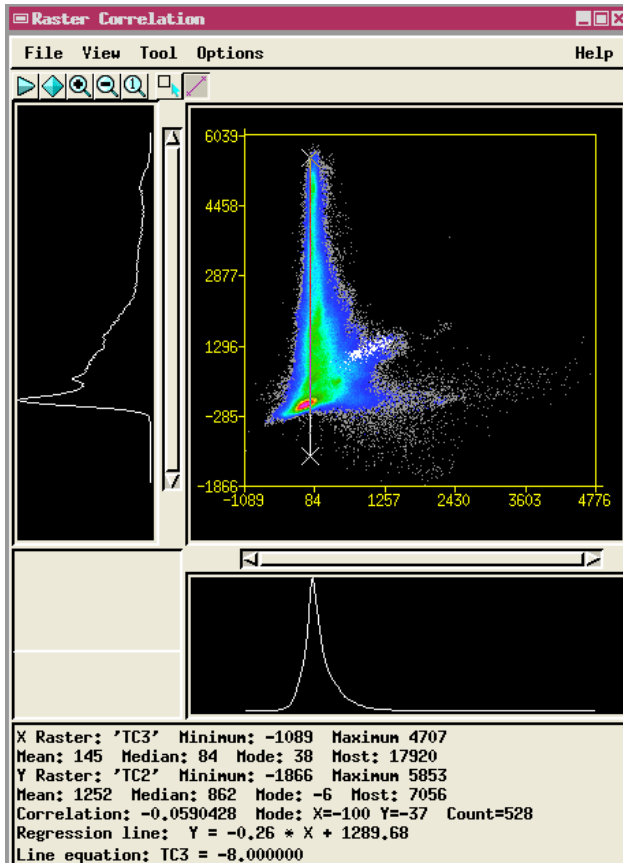 Raster Correlation
File View Tool Options Help
6039
4458
2877
1296
-285
-1866
-1089 84 1257 2430 3603 4776
X Raster: 'TC3' Minimum: -1089 Maximum 4707
Mean: 145 Median: 84 Mode: 38 Most: 17920
Y Raster: 'TC2' Minimum: -1866 Maximum 5853
Mean: 1252 Median: 862 Mode: -6 Most: 7056
Correlation: -0.0590428 Mode: X=-100 Y=-37 Count=528
Regression line: Y = -0.26 * X + 1289.68
Line equation: TC3 = -8.000000